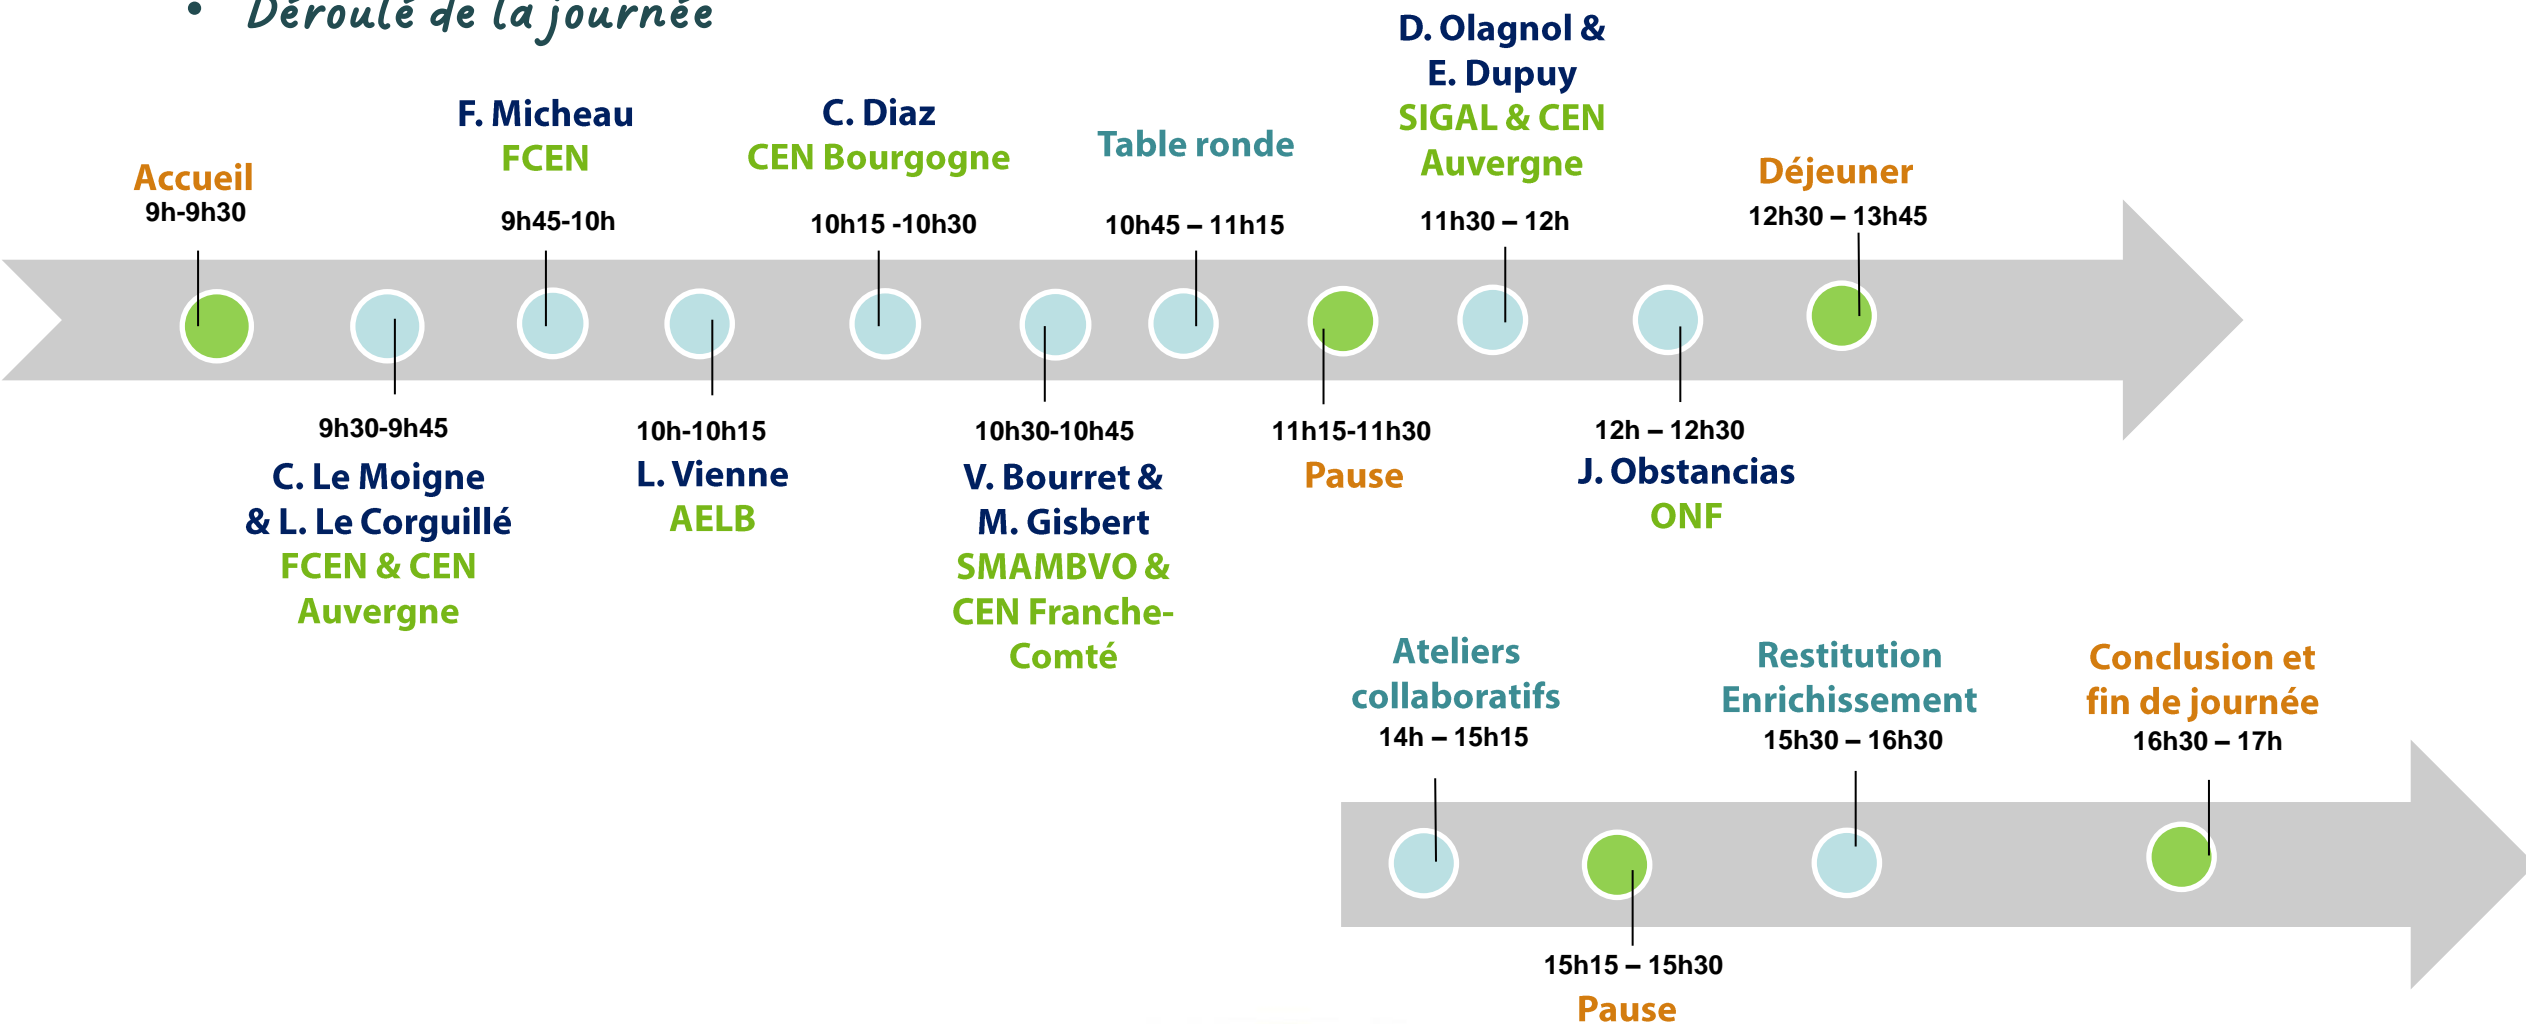 • Déroulé de la journée
Accueil
9h-9h30
9h30-9h45
C. Le Moigne
& L. Le Corguillé
FCEN & CEN
Auvergne
F. Micheau
FCEN
9h45-10h
10h-10h15
L. Vienne
AELB
C. Diaz
CEN Bourgogne
10h15 -10h30
10h30-10h45
V. Bourret &
M. Gisbert
SMAMBVO &
CEN Franche-
Comté
Table ronde
10h45 – 11h15
11h15-11h30
Pause
D. Olagnol &
E. Dupuy
SIGAL & CEN
Auvergne
11h30 – 12h
12h – 12h30
J. Obstancias
ONF
Déjeuner
12h30 – 13h45
Ateliers
collaboratifs
14h – 15h15
15h15 – 15h30
Pause
Restitution
Enrichissement
15h30 – 16h30
Conclusion et
fin de journée
16h30 – 17h